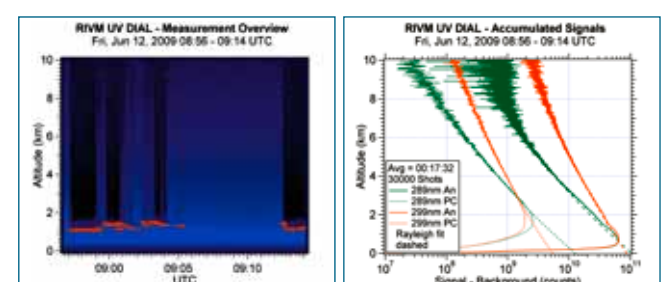 RIVM UV DIAL - Measurement Overview
Fri, Jun 12, 2009 08:56 - 09:14 UTC
10
8
6
4
2
0
Altitude (km)
09:00
09:05
09:10
UTC
RIVM UV DIAL - Accumulated Signals
Fri, Jun 12, 2009 08:56 - 09:14 UTC
10
8
6
4
2
0
Altitude (km)
Avg = 00:17:32
30000 Shots
289nm An
289nm PC
299nm An
299nm PC
Rayleigh fit
dashed
10⁷
10⁸
10⁹
10¹⁰
10¹¹
Signal - Background (counts)